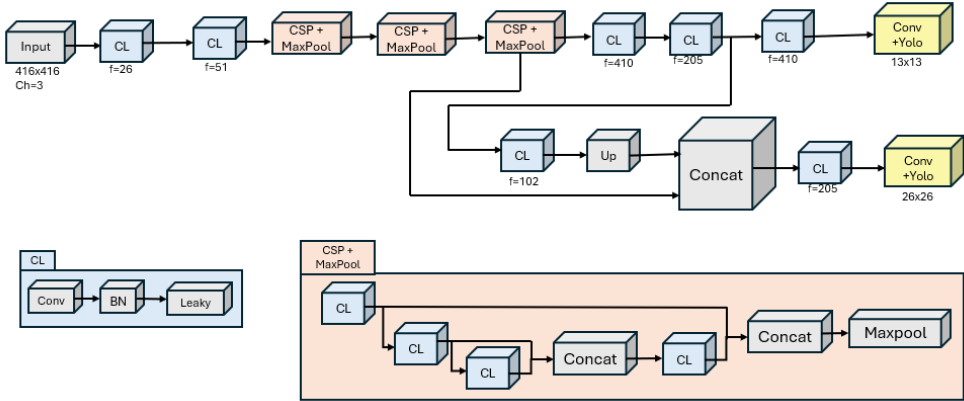 Input
416x416
Ch=3
CL
f=26
CL
f=51
CSP +
MaxPool
CSP +
MaxPool
CSP +
MaxPool
CL
f=410
CL
f=205
CL
f=410
Conv
+Yolo
13x13
CL
f=102
Up
Concat
CL
f=205
Conv
+Yolo
26x26
CL
Conv
BN
Leaky
CSP +
MaxPool
CL
CL
CL
Concat
CL
Concat
Maxpool